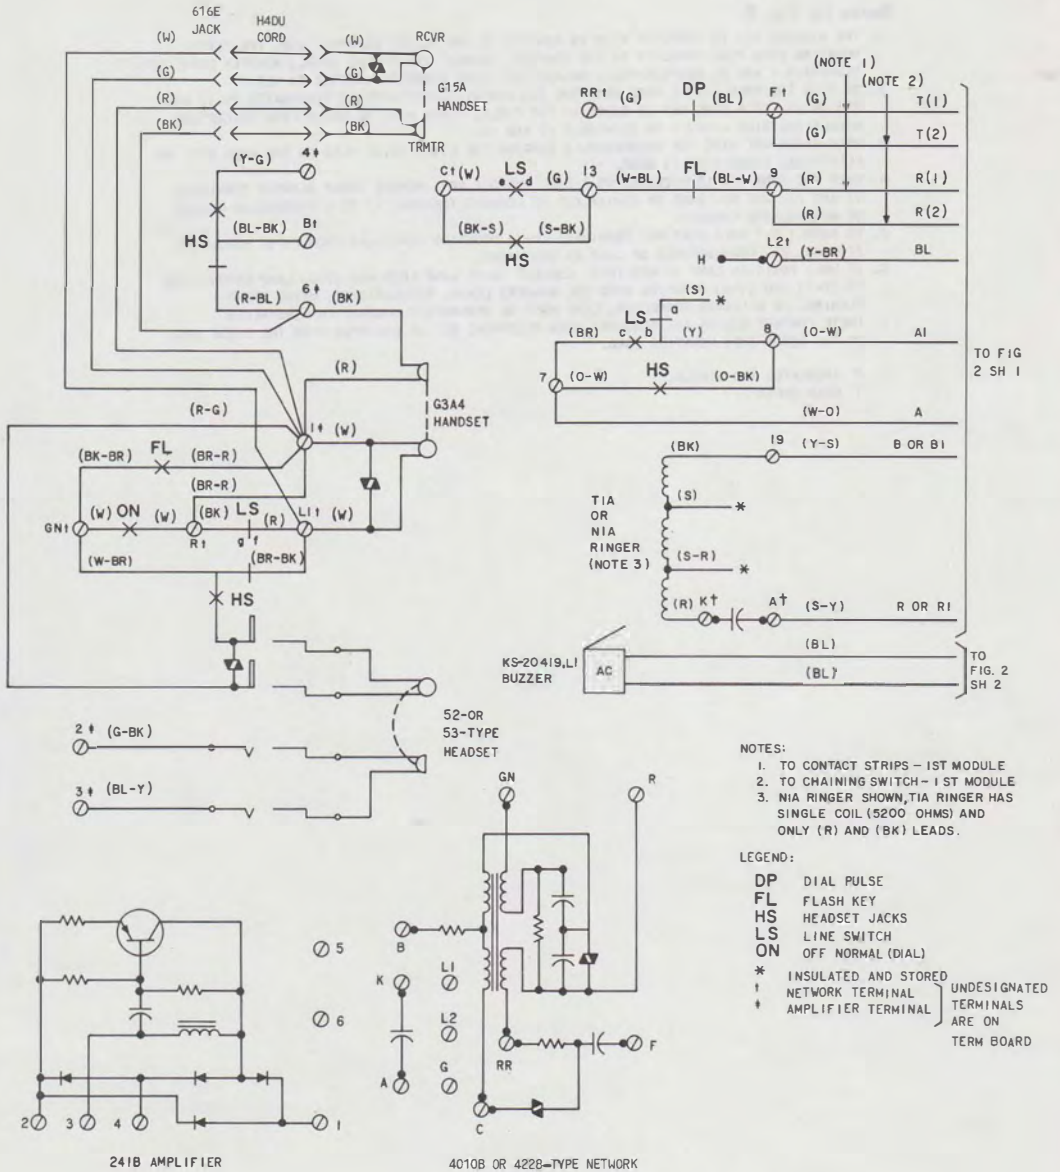 616E
JACK
H4DU
CORD
(W) (W) RCVR
(G) (G)
G15A
HANDSET
(R) (R)
(BK) (BK)
TRMTR
(NOTE 1)
(NOTE 2)
RR† (G) DP (BL) F† (G) T(1)
(G) T(2)
4‡
(Y-G)
HS
(BL-BK) B†
(R-BL) 6‡ (BK)
C† (W) LS (G) 13 (W-BL) FL (BL-W) 9 (R) R(1)
e d
(BK-S) (S-BK)
HS
(R) R(2)
H L2† (Y-BR) BL
(S) *
LS a
(BR) c b (Y) 8 (O-W) A1
7 (O-W) HS (O-BK)
(W-O) A
TO FIG
2 SH 1
(R)
G3A4
HANDSET
(R-G)
1‡ (W)
(BK-BR) FL (BR-R)
(BR-R)
GN† (W) ON (W) (BK) LS (R) L1† (W)
R† g f
(W-BR) (BR-BK)
HS
(BK) 19 (Y-S) B OR B1
(S) *
T1A
OR
N1A
RINGER
(NOTE 3)
(S-R) *
(R) K† A† (S-Y) R OR R1
KS-20419,L1
BUZZER
AC
(BL)
(BL)
TO
FIG. 2
SH 2
52-OR
53-TYPE
HEADSET
2‡ (G-BK)
3‡ (BL-Y)
NOTES:
1. TO CONTACT STRIPS - 1ST MODULE
2. TO CHAINING SWITCH - 1ST MODULE
3. N1A RINGER SHOWN, T1A RINGER HAS
SINGLE COIL (5200 OHMS) AND
ONLY (R) AND (BK) LEADS.
LEGEND:
DP DIAL PULSE
FL FLASH KEY
HS HEADSET JACKS
LS LINE SWITCH
ON OFF NORMAL (DIAL)
* INSULATED AND STORED
† NETWORK TERMINAL
‡ AMPLIFIER TERMINAL
UNDESIGNATED
TERMINALS
ARE ON
TERM BOARD
5
6
2 3 4 1
241B AMPLIFIER
GN R
B
K L1
L2
A G
RR F
C
4010B OR 4228-TYPE NETWORK